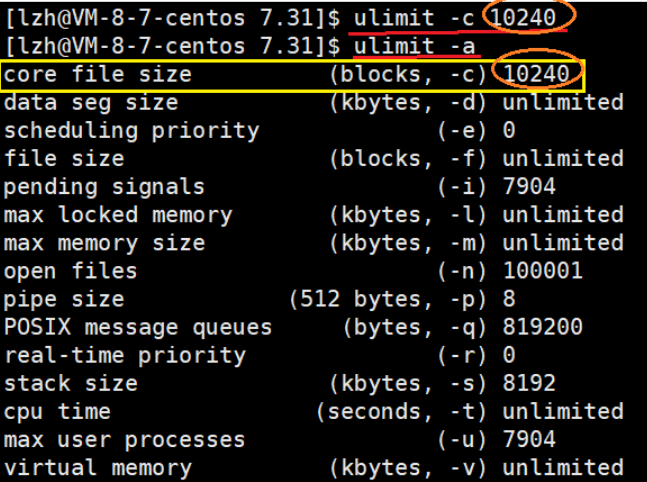 [lzh@VM-8-7-centos 7.31]$ ulimit -c 10240
[lzh@VM-8-7-centos 7.31]$ ulimit -a
core file size          (blocks, -c) 10240
data seg size           (kbytes, -d) unlimited
scheduling priority             (-e) 0
file size               (blocks, -f) unlimited
pending signals                 (-i) 7904
max locked memory       (kbytes, -l) unlimited
max memory size         (kbytes, -m) unlimited
open files                      (-n) 100001
pipe size            (512 bytes, -p) 8
POSIX message queues     (bytes, -q) 819200
real-time priority              (-r) 0
stack size              (kbytes, -s) 8192
cpu time               (seconds, -t) unlimited
max user processes              (-u) 7904
virtual memory          (kbytes, -v) unlimited